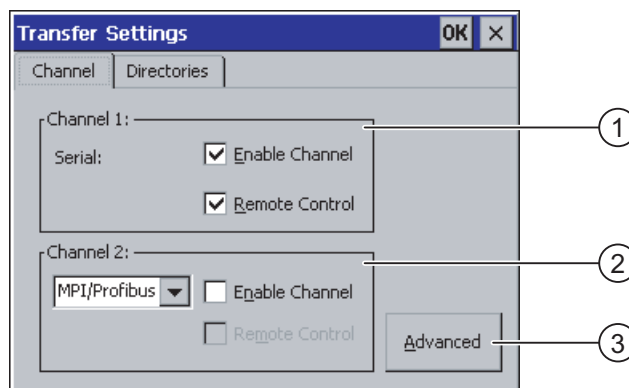 Transfer Settings OK ×
Channel Directories
Channel 1: 1
Serial: Enable Channel
Remote Control
Channel 2: 2
MPI/Profibus Enable Channel
Remote Control
Advanced 3